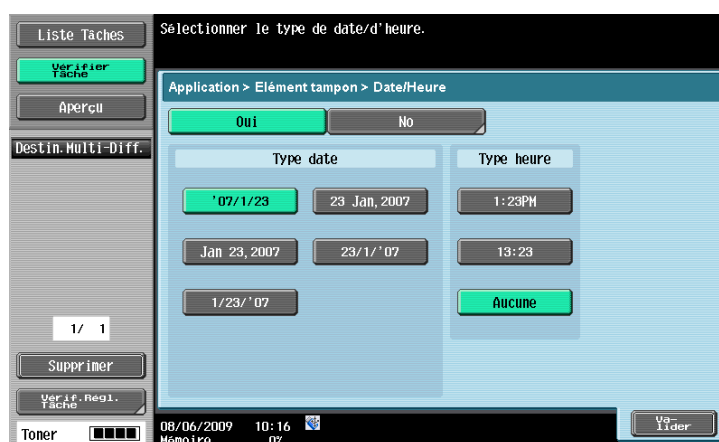 Liste Tâches
Sélectionner le type de date/d'heure.
Vérifier
Tâche
Aperçu
Application > Elément tampon > Date/Heure
Oui
No
Destin.Multi-Diff.
Type date
Type heure
'07/1/23
23 Jan,2007
1:23PM
Jan 23,2007
23/1/'07
13:23
1/23/'07
Aucune
1/ 1
Supprimer
Vérif.Régl.
Tâche
Toner
08/06/2009 10:16
Mémoire 0%
Va-
lider